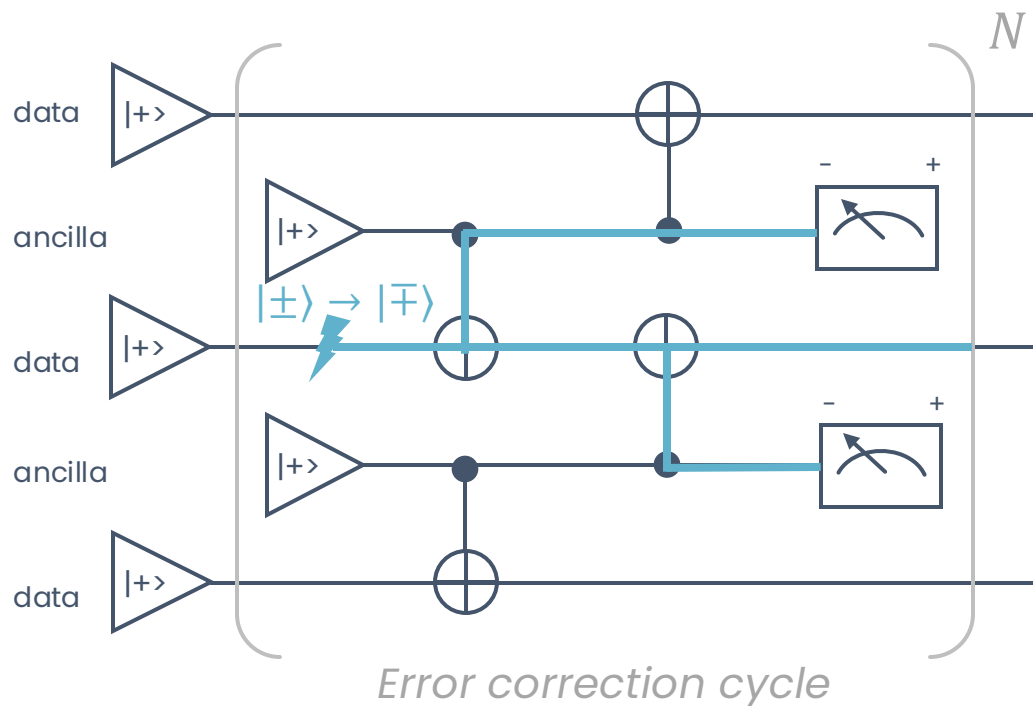 N
data |+>
- +
ancilla |+>
|±⟩ → |∓⟩
data |+>
- +
ancilla |+>
data |+>
Error correction cycle